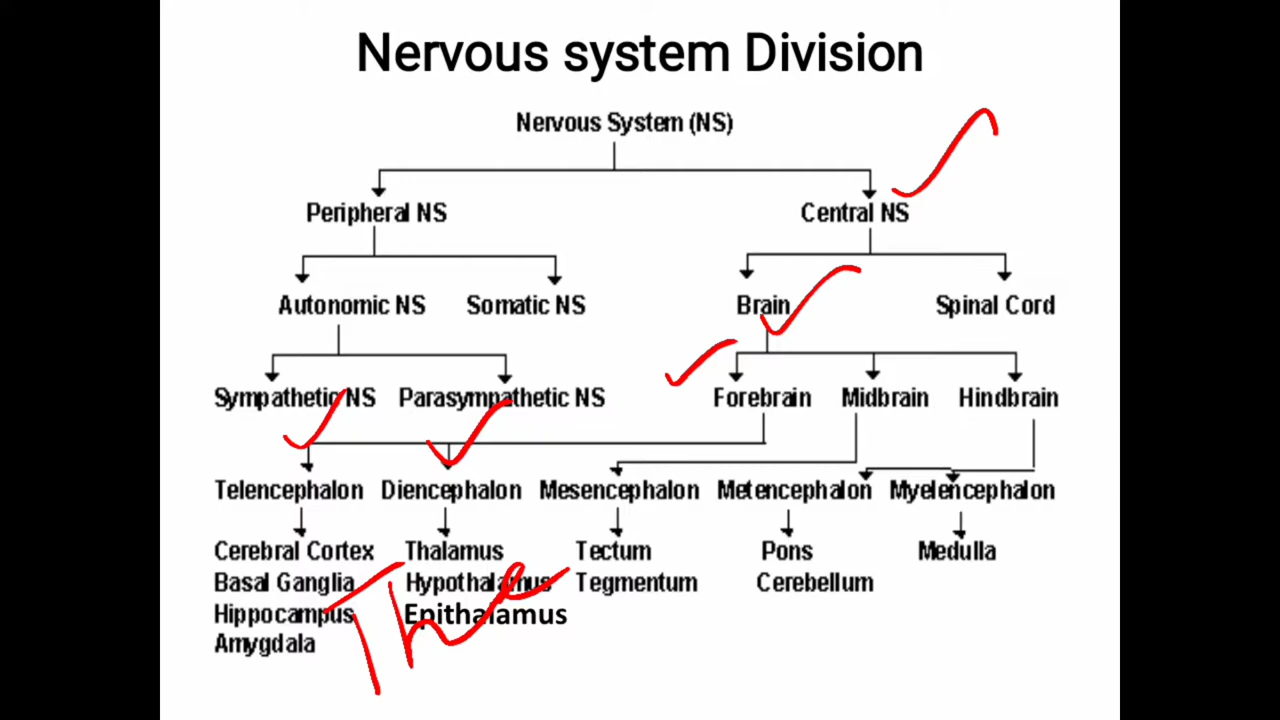 Nervous system Division
Nervous System (NS)
Peripheral NS Central NS
Autonomic NS Somatic NS Brain Spinal Cord
Sympathetic NS Parasympathetic NS Forebrain Midbrain Hindbrain
Telencephalon Diencephalon Mesencephalon Metencephalon Myelencephalon
Cerebral Cortex Thalamus Tectum Pons Medulla
Basal Ganglia Hypothalamus Tegmentum Cerebellum
Hippocampus Epithalamus
Amygdala
The